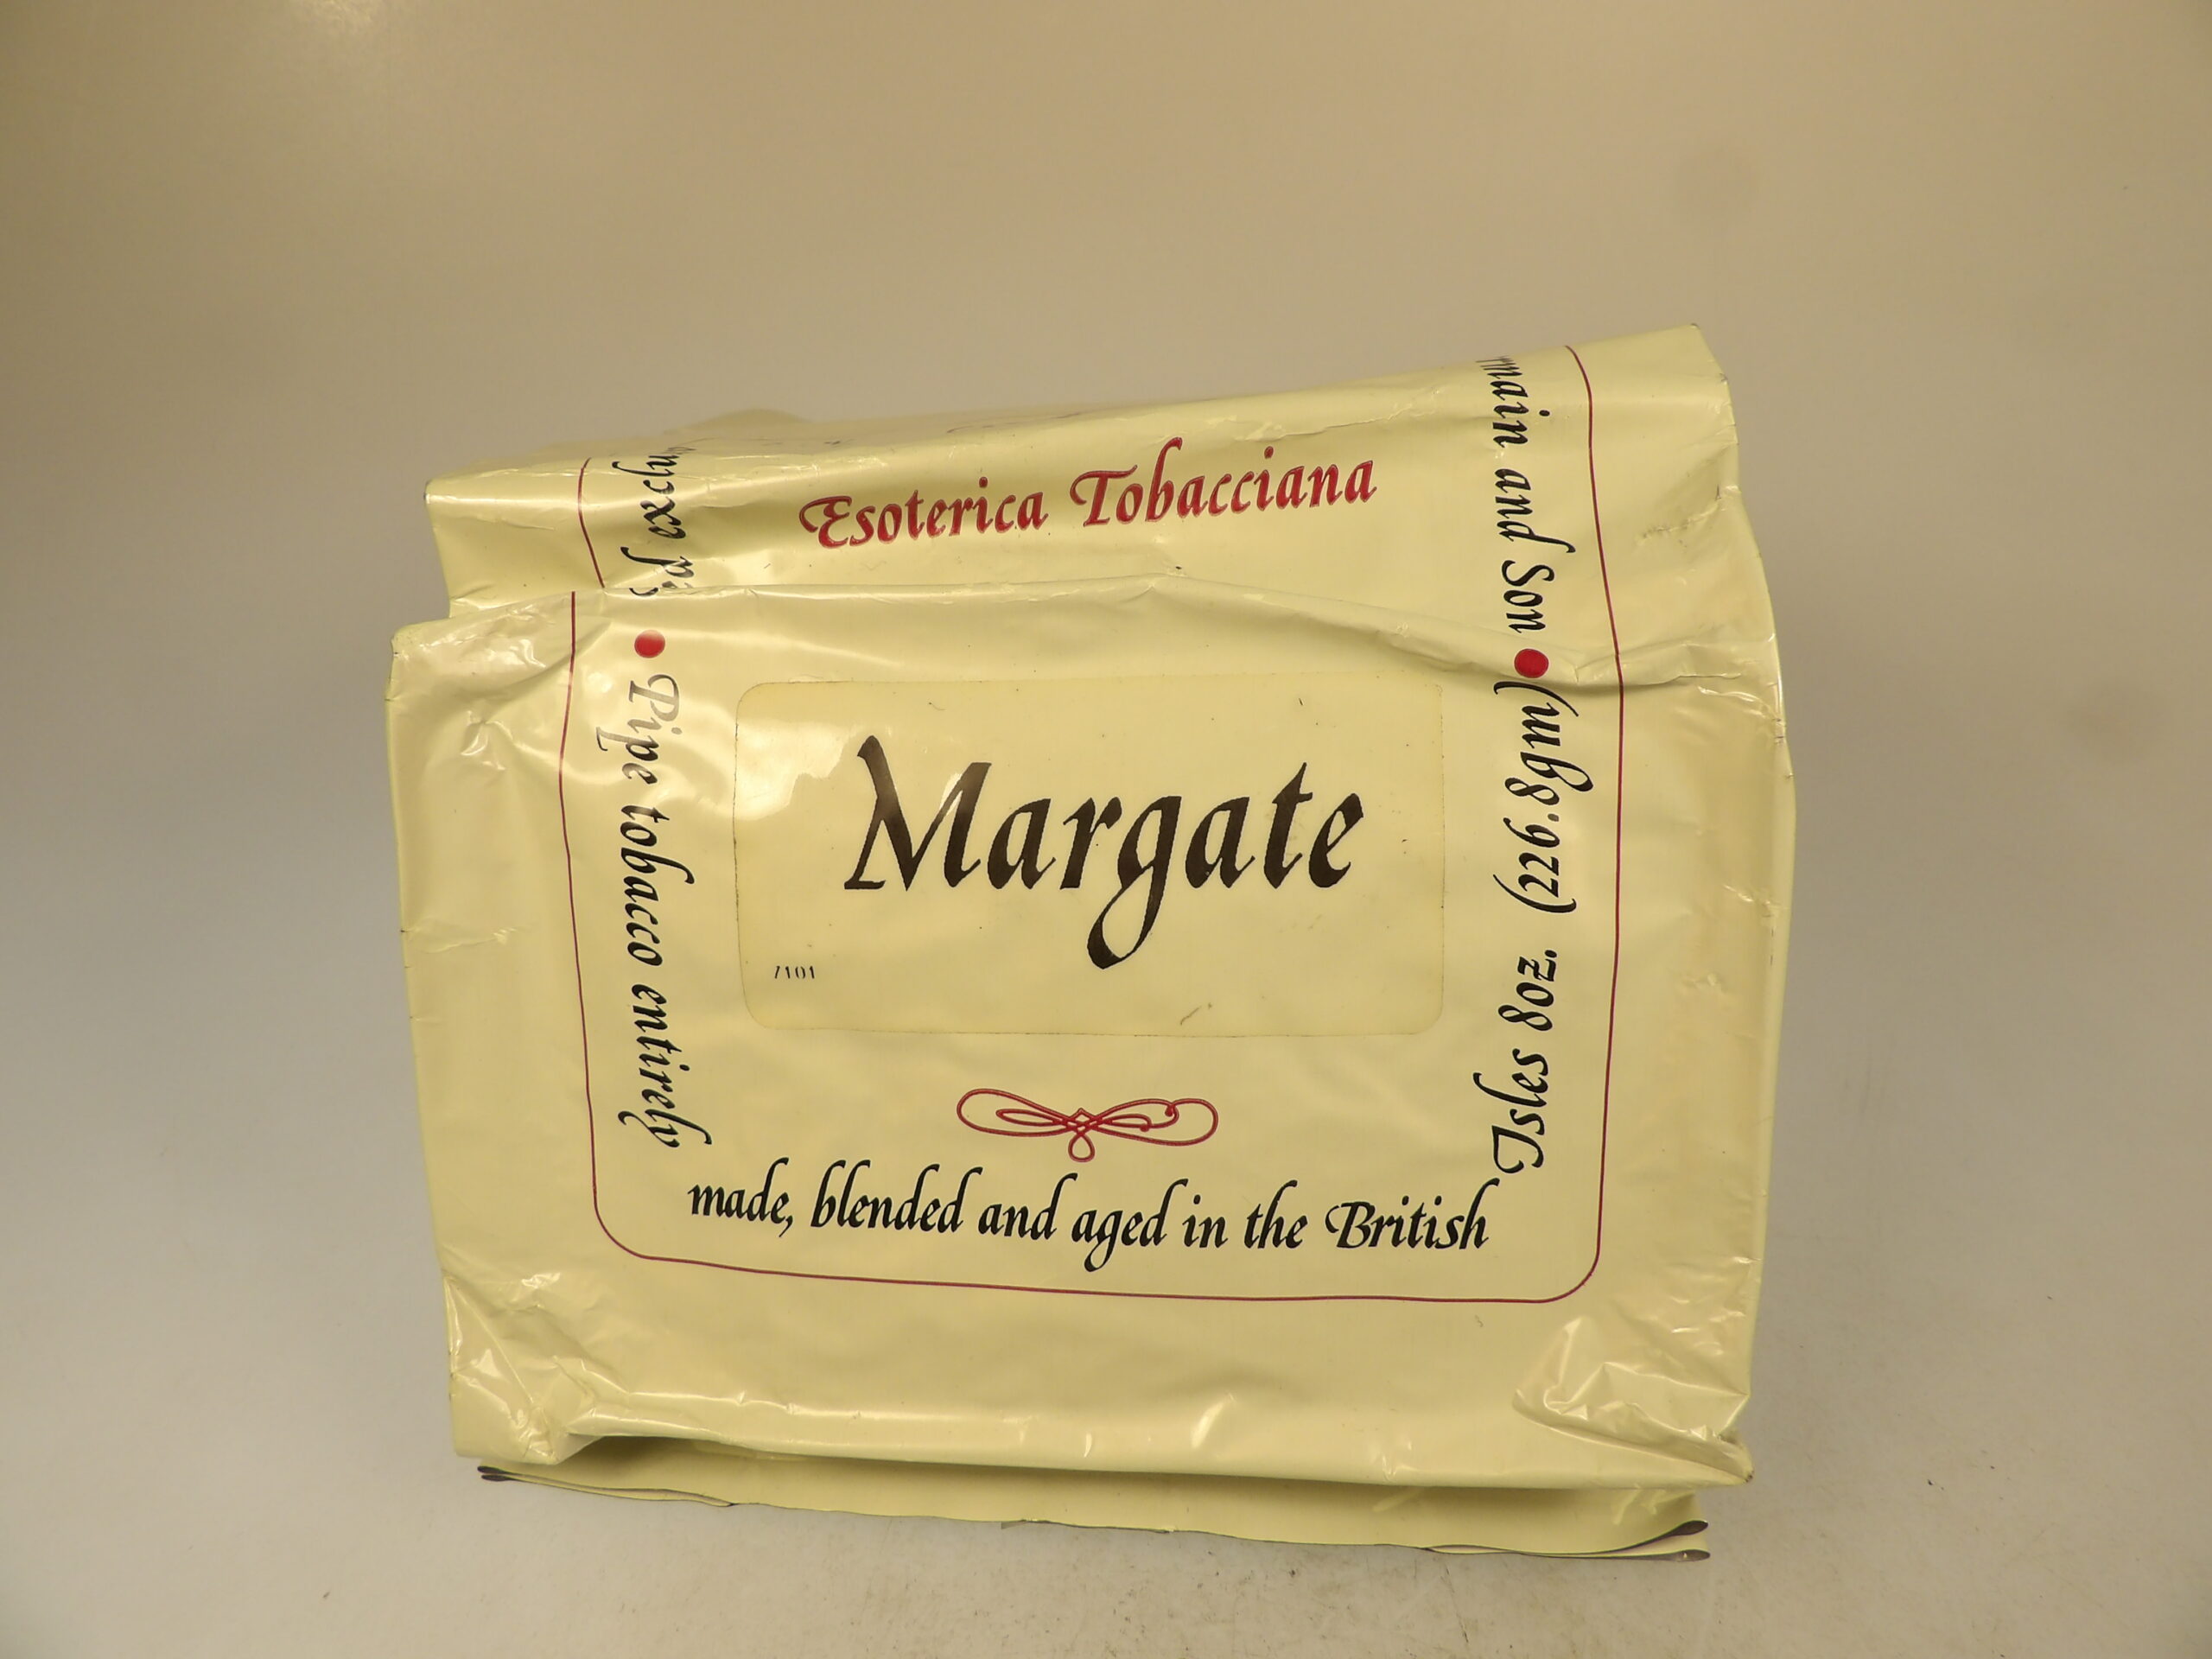 Esoterica Tobacciana
Margate
7101
• Pipe tobacco entirely
made, blended and aged in the British
Isles 8oz. (226.8gm) • and Son